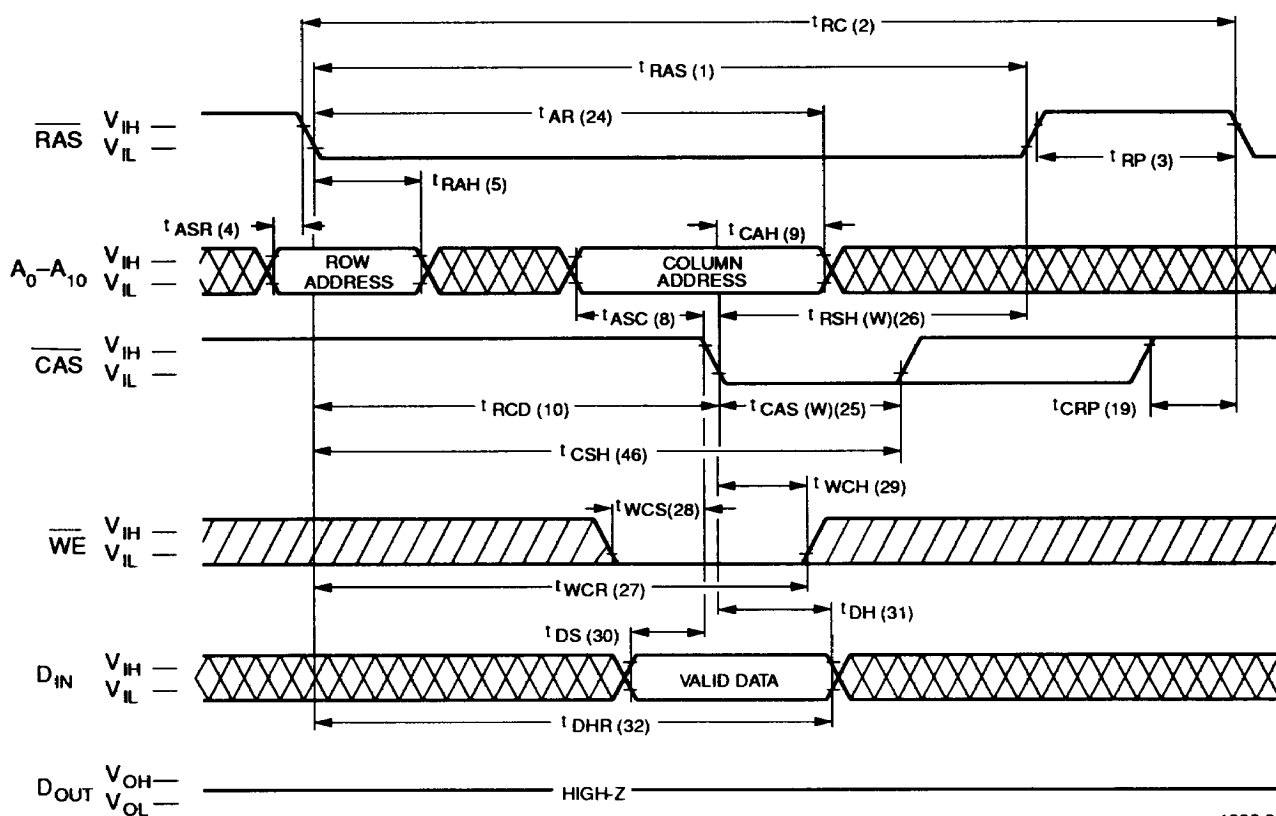 tRC (2)
tRAS (1)
tAR (24)
RAS VIH
VIL
tRP (3)
tRAH (5)
tASR (4)
tCAH (9)
A0–A10 VIH
VIL
ROW
ADDRESS
COLUMN
ADDRESS
tASC (8)
tRSH (W)(26)
CAS VIH
VIL
tRCD (10)
tCAS (W)(25)
tCRP (19)
tCSH (46)
tWCH (29)
tWCS(28)
WE VIH
VIL
tWCR (27)
tDH (31)
tDS (30)
DIN VIH
VIL
VALID DATA
tDHR (32)
DOUT VOH
VOL
HIGH-Z